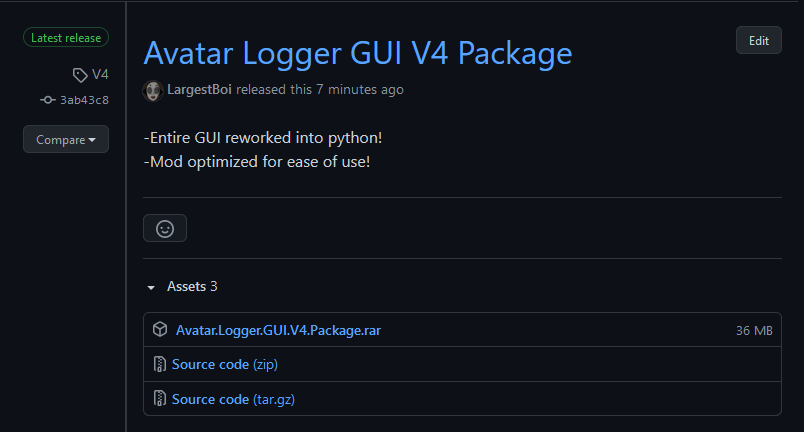 Latest release
V4
3ab43c8
Compare
Avatar Logger GUI V4 Package
Edit
LargestBoi released this 7 minutes ago
-Entire GUI reworked into python!
-Mod optimized for ease of use!
Assets 3
Avatar.Logger.GUI.V4.Package.rar 36 MB
Source code (zip)
Source code (tar.gz)